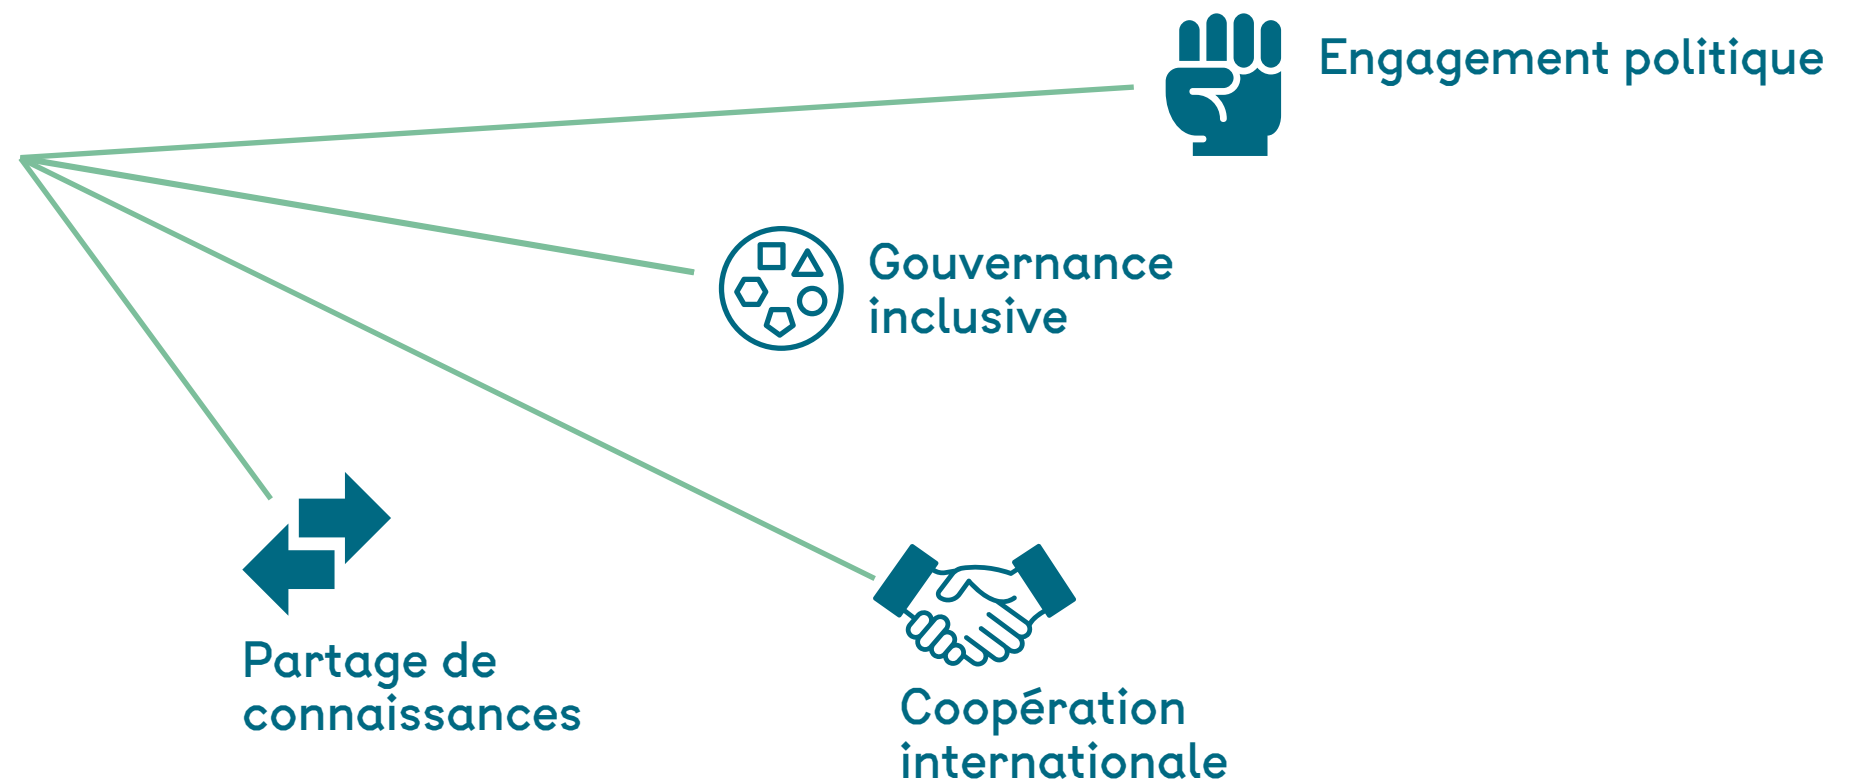 Engagement politique
Gouvernance
inclusive
Partage de
connaissances
Coopération
internationale